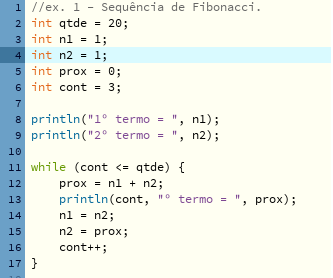 1 //ex. 1 - Sequência de Fibonacci.
2 int qtde = 20;
3 int n1 = 1;
4 int n2 = 1;
5 int prox = 0;
6 int cont = 3;
7
8 println("1º termo = ", n1);
9 println("2º termo = ", n2);
10
11 while (cont <= qtde) {
12     prox = n1 + n2;
13     println(cont, "º termo = ", prox);
14     n1 = n2;
15     n2 = prox;
16     cont++;
17 }